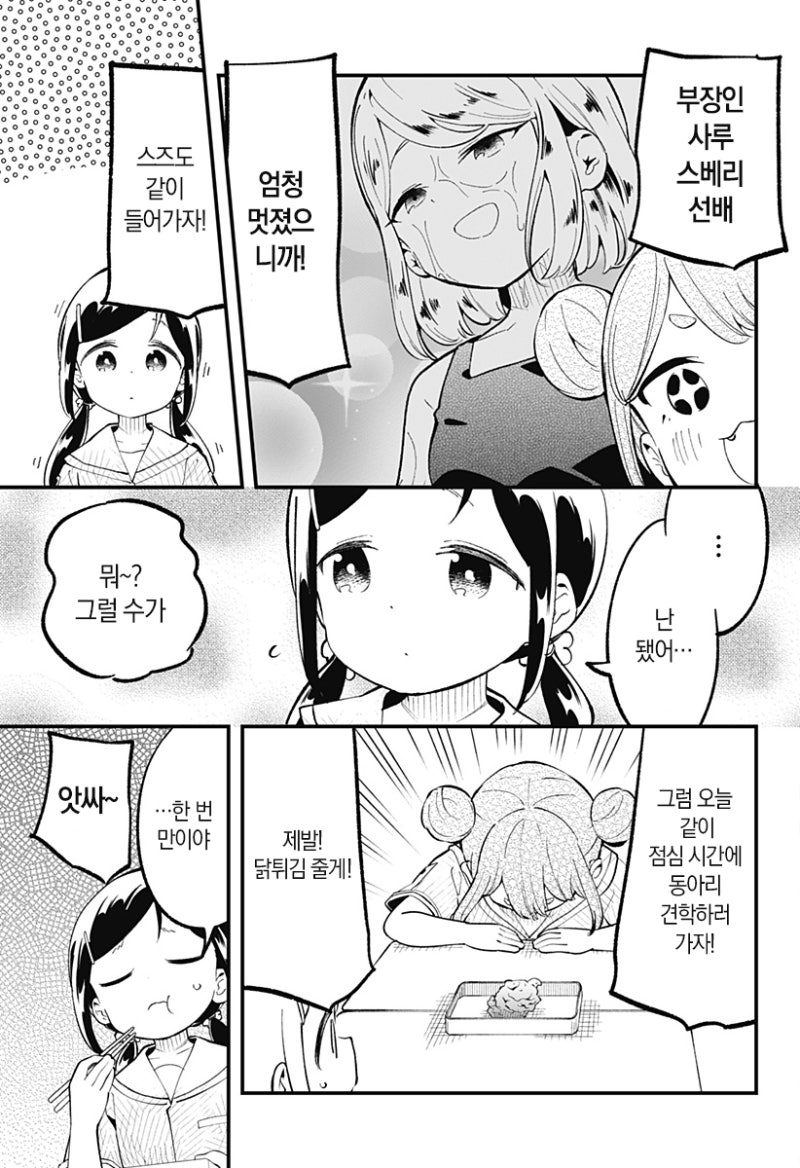 부장인
사루
스베리
선배
엄청
멋졌으
니까!
스즈도
같이
들어가자!
…
난
됐어…
뭐~?
그럴 수가
그럼 오늘
같이
점심 시간에
동아리
견학하러
가자!
제발!
닭튀김 줄게!
…한 번
만이야
앗싸~